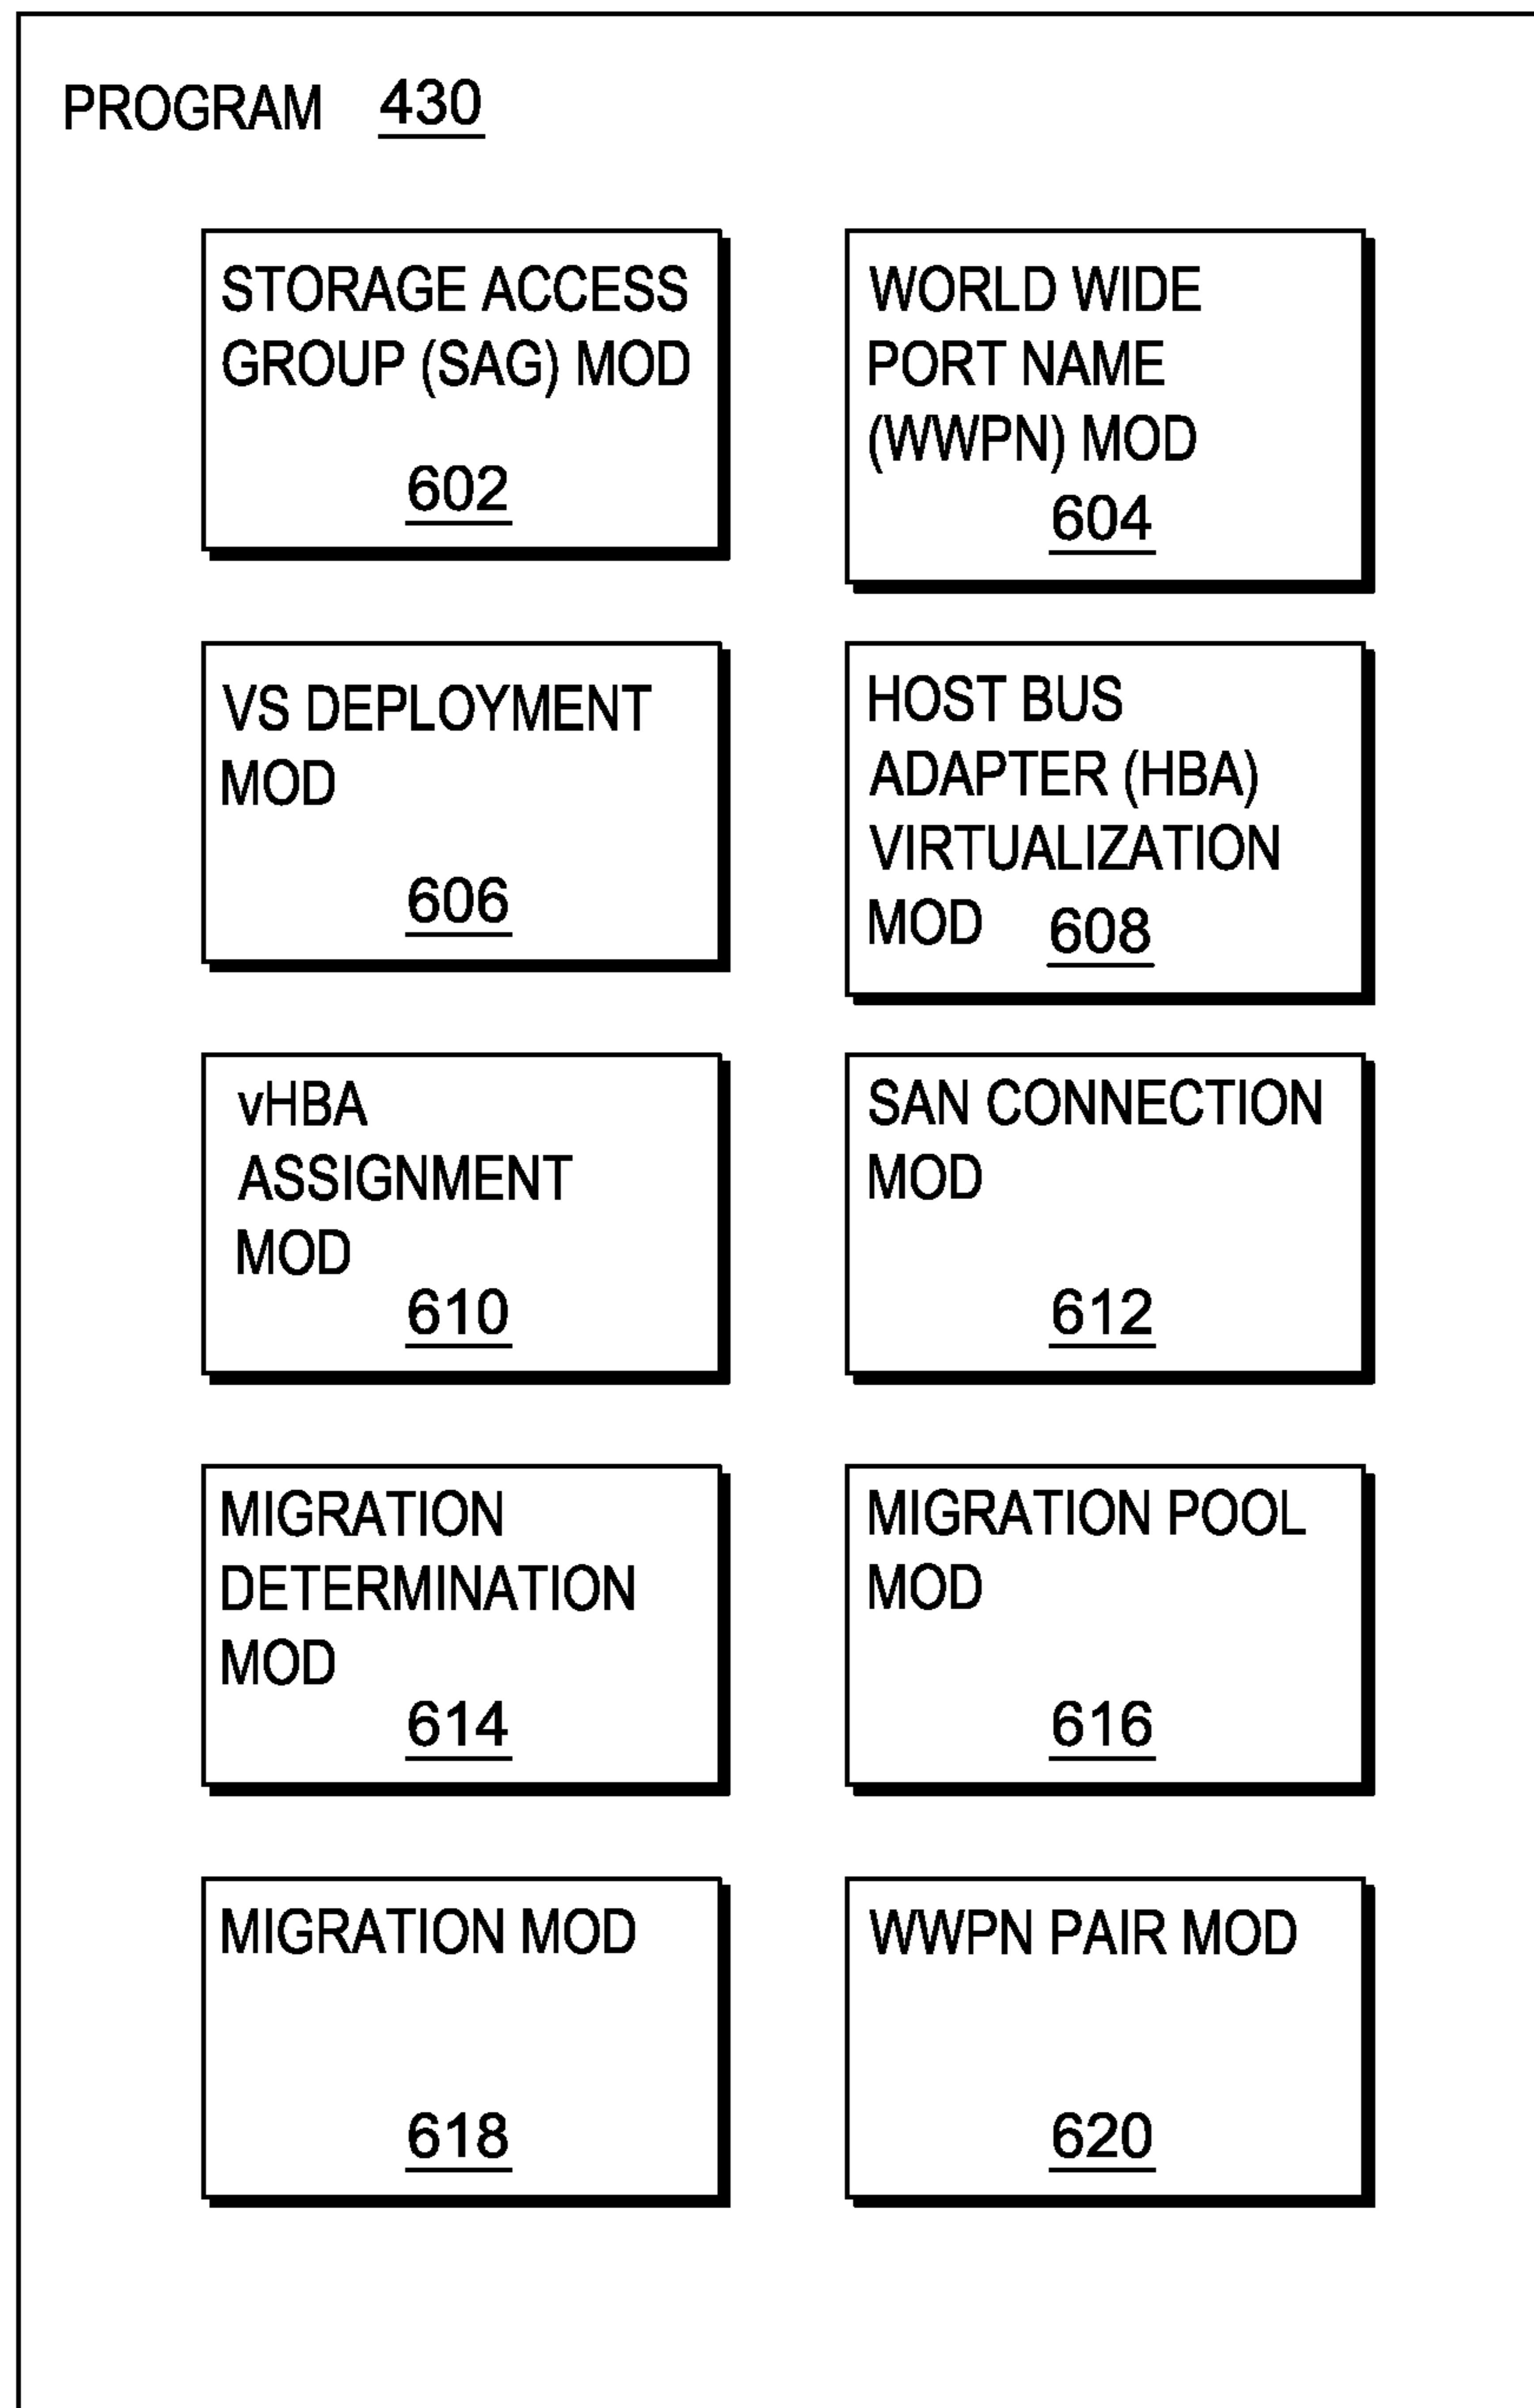 PROGRAM 430
STORAGE ACCESS
GROUP (SAG) MOD
602
WORLD WIDE
PORT NAME
(WWPN) MOD
604
VS DEPLOYMENT
MOD
606
HOST BUS
ADAPTER (HBA)
VIRTUALIZATION
MOD 608
vHBA
ASSIGNMENT
MOD
610
SAN CONNECTION
MOD
612
MIGRATION
DETERMINATION
MOD
614
MIGRATION POOL
MOD
616
MIGRATION MOD
618
WWPN PAIR MOD
620